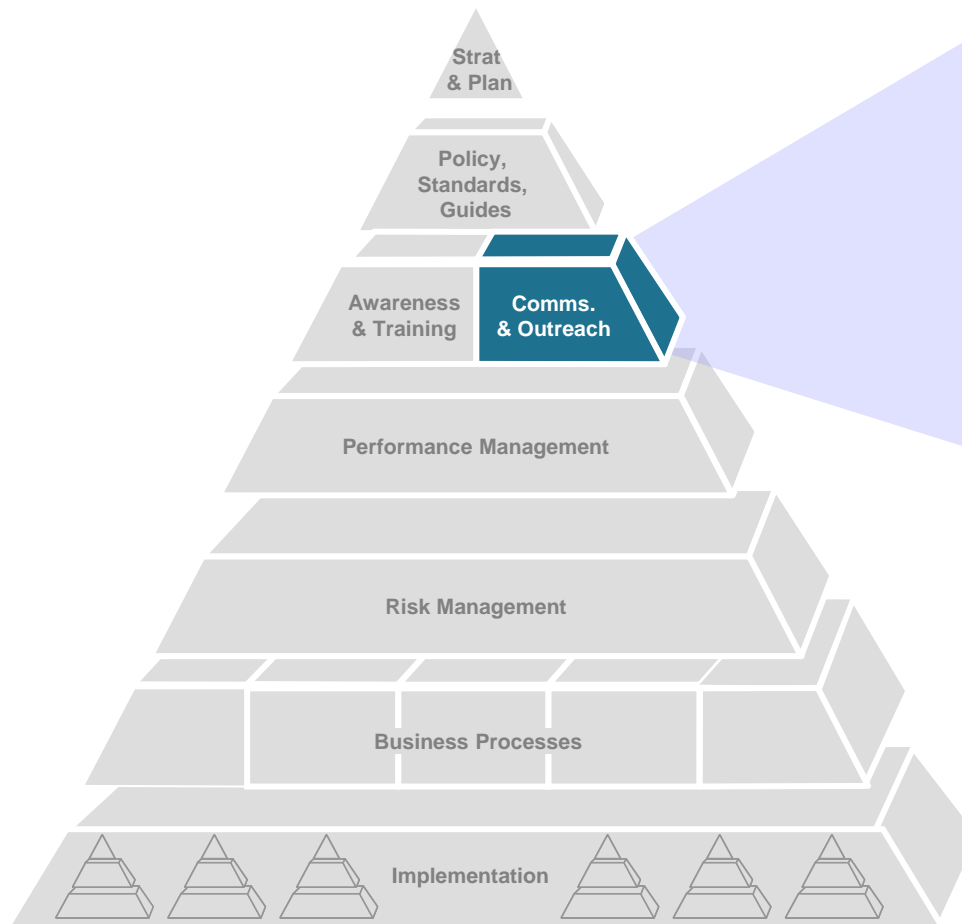 Strat
& Plan
Policy,
Standards,
Guides
Awareness
& Training
Comms.
& Outreach
Performance Management
Risk Management
Business Processes
Implementation